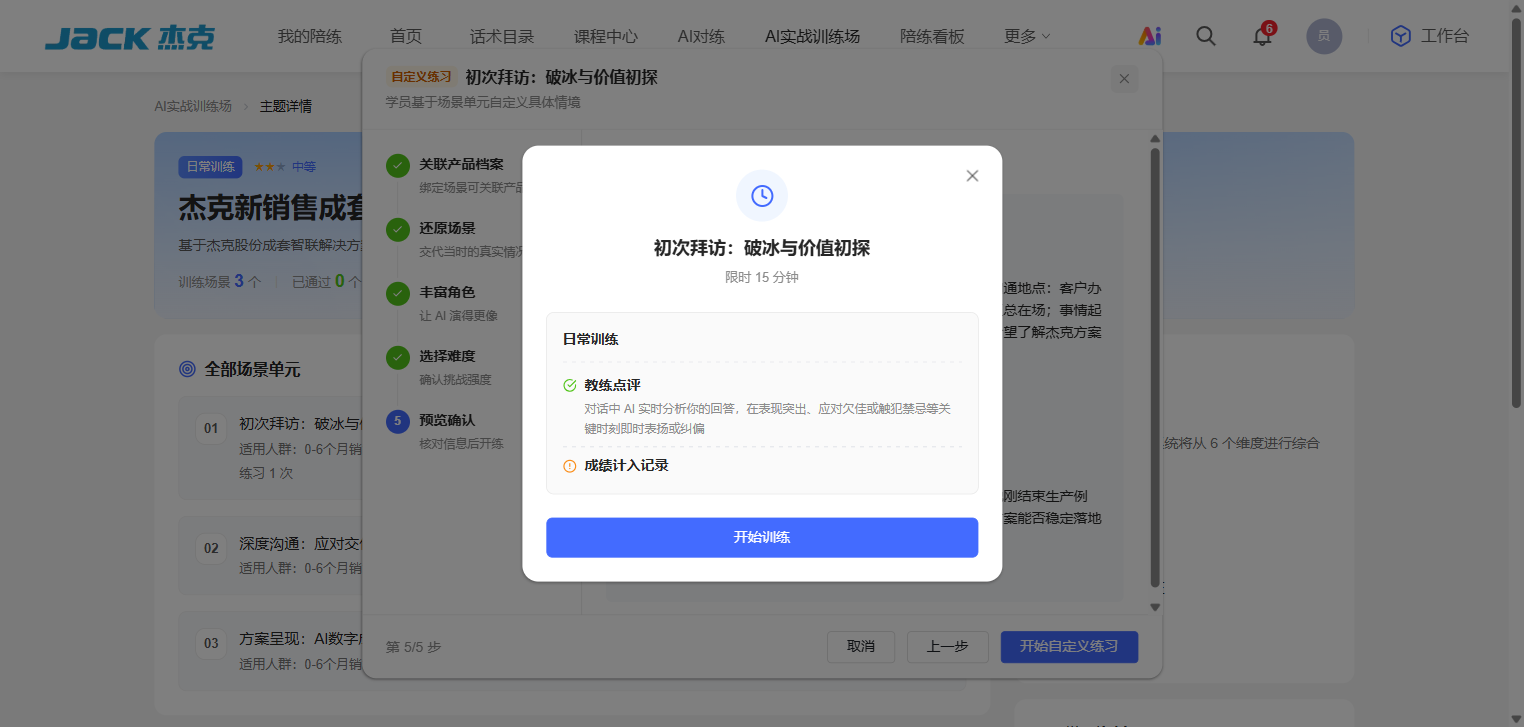 JACK 杰克
我的陪练
首页
话术目录
课程中心
AI对练
AI实战训练场
陪练看板
更多
Ai
6
员
工作台
AI实战训练场 > 主题详情
日常训练
中等
杰克新销售成套
基于杰克股份成套智联解决方
训练场景 3 个
已通过 0 个
全部场景单元
01
初次拜访：破冰与
适用人群：0-6个月销
练习 1 次
02
深度沟通：应对交
适用人群：0-6个月销
03
方案呈现：AI数字
适用人群：0-6个月销
统将从 6 个维度进行综合
自定义练习 初次拜访：破冰与价值初探
学员基于场景单元自定义具体情境
关联产品档案
绑定场景可关联产品
还原场景
交代当时的真实情况
丰富角色
让 AI 演得更像
选择难度
确认挑战强度
5
预览确认
核对信息后开练
通地点：客户办
总在场；事情起
望了解杰克方案
刚结束生产例
案能否稳定落地
第 5/5 步
取消
上一步
开始自定义练习
初次拜访：破冰与价值初探
限时 15 分钟
日常训练
教练点评
对话中 AI 实时分析你的回答，在表现突出、应对欠佳或触犯禁忌等关
键时刻即时表扬或纠偏
成绩计入记录
开始训练